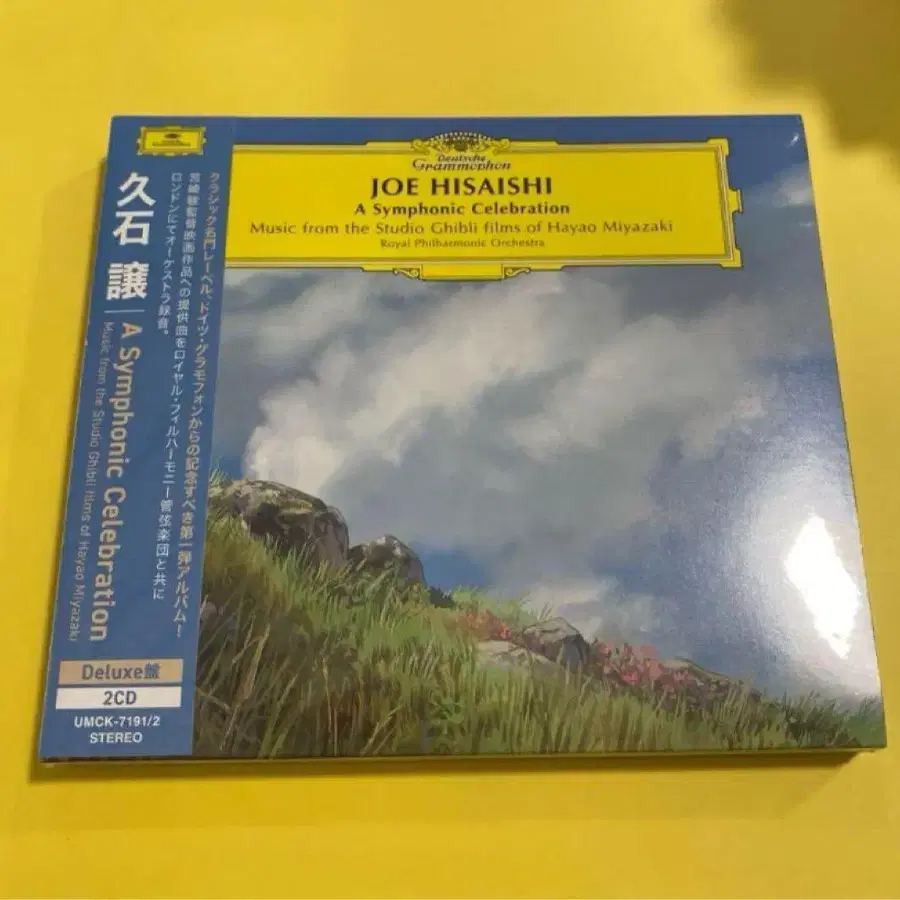 久石 譲
A Symphonic Celebration
Music from the Studio Ghibli films of Hayao Miyazaki
クラシック名門レーベル、ドイツ・グラモフォンからの記念すべき第一弾アルバム!
宮崎駿監督映画作品への提供曲をロイヤル・フィルハーモニー管弦楽団と共に
ロンドンにてオーケストラ録音。
Deluxe盤
2CD
UMCK-7191/2
STEREO
Deutsche
Grammophon
JOE HISAISHI
A Symphonic Celebration
Music from the Studio Ghibli films of Hayao Miyazaki
Royal Philharmonic Orchestra